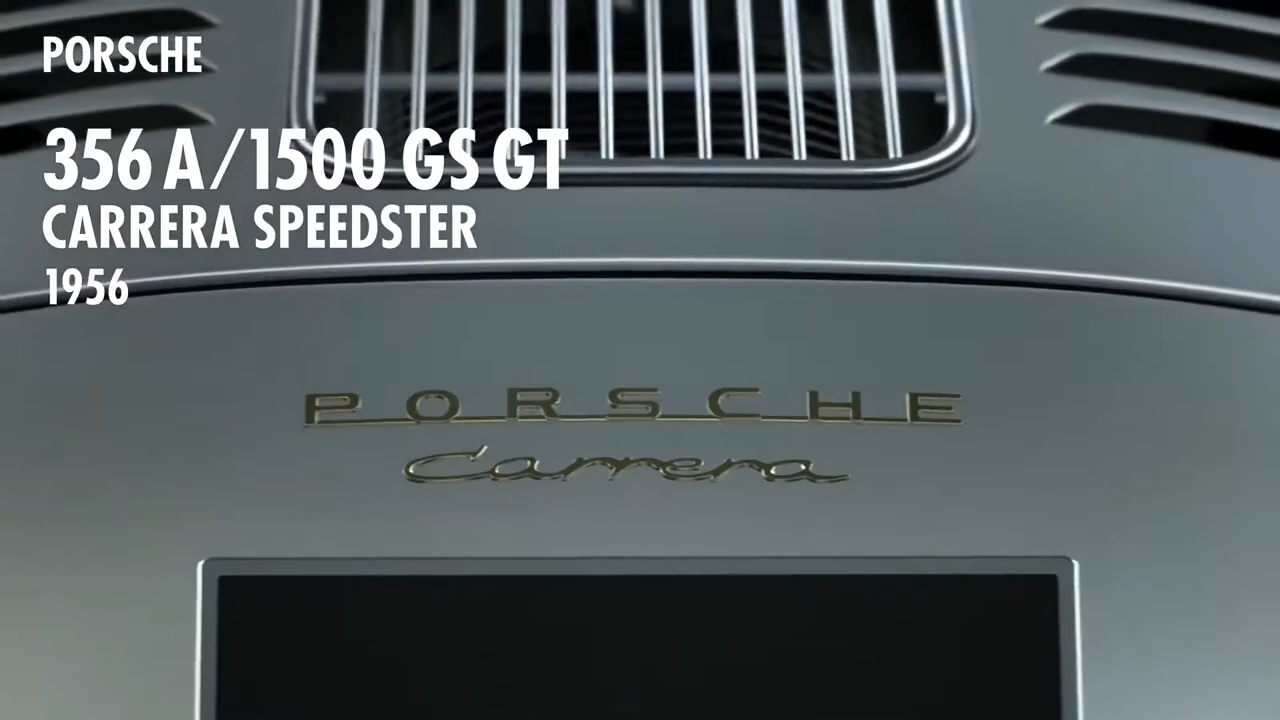 PORSCHE
356 A/1500 GS GT
CARRERA SPEEDSTER
1956
PORSCHE
Carrera